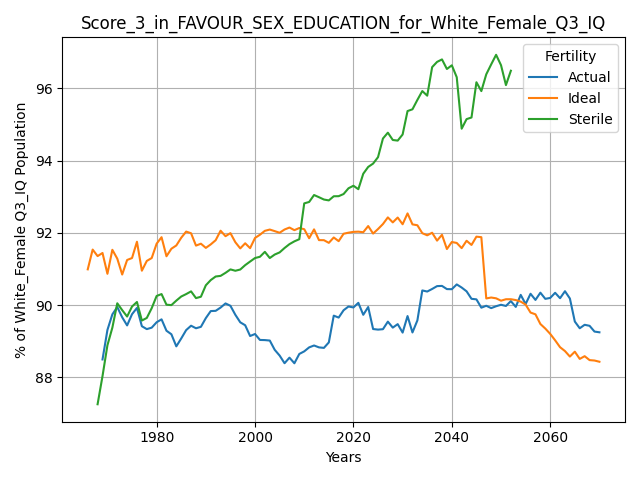 Score_3_in_FAVOUR_SEX_EDUCATION_for_White_Female_Q3_IQ
% of White_Female Q3_IQ Population
96
94
92
90
88
Fertility
Actual
Ideal
Sterile
1980
2000
2020
2040
2060
Years